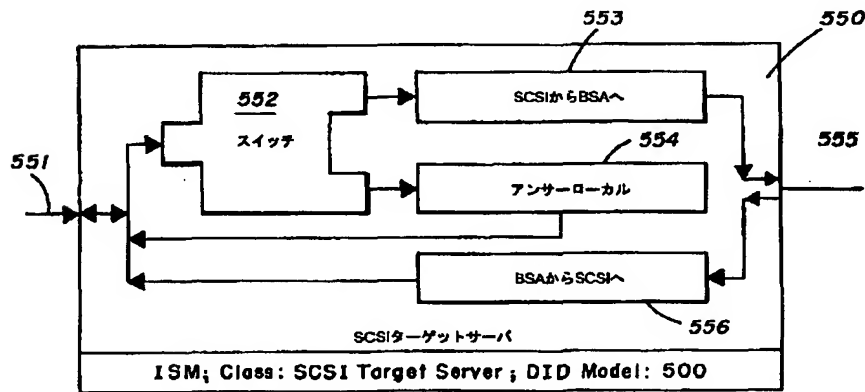 553
550
552
スイッチ
SCSIからBSAへ
554
555
551
アンサーローカル
BSAからSCSIへ
556
SCSIターゲットサーバ
ISM; Class: SCSI Target Server; DID Model: 500